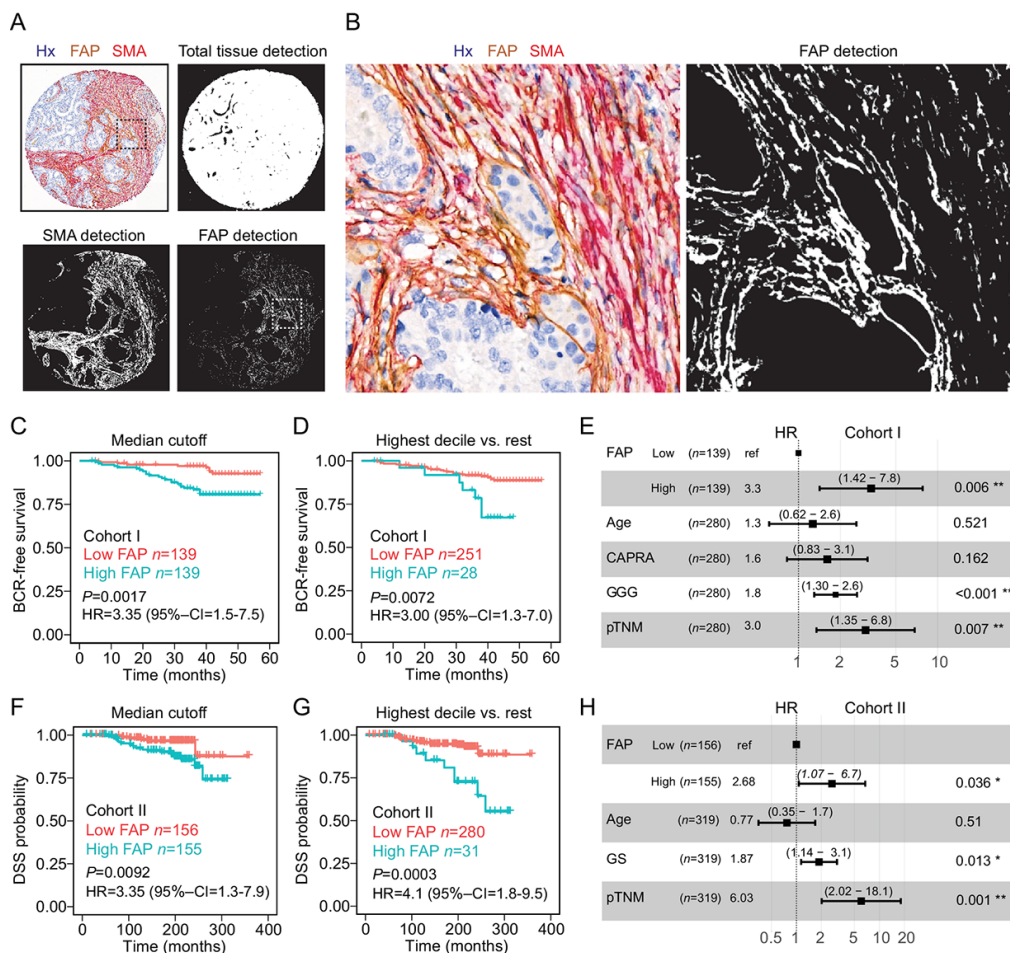 A
Hx FAP SMA
Total tissue detection
SMA detection
FAP detection
B
Hx FAP SMA
FAP detection
C
Median cutoff
BCR-free survival
1.00
0.75
0.50
0.25
0.00
Cohort I
Low FAP n=139
High FAP n=139
P=0.0017
HR=3.35 (95%–CI=1.5-7.5)
0 10 20 30 40 50 60
Time (months)
D
Highest decile vs. rest
BCR-free survival
1.00
0.75
0.50
0.25
0.00
Cohort I
Low FAP n=251
High FAP n=28
P=0.0072
HR=3.00 (95%–CI=1.3-7.0)
0 10 20 30 40 50 60
Time (months)
E
HR Cohort I
FAP Low (n=139) ref
High (n=139) 3.3 (1.42 – 7.8) 0.006 **
Age (n=280) 1.3 (0.62 – 2.6) 0.521
CAPRA (n=280) 1.6 (0.83 – 3.1) 0.162
GGG (n=280) 1.8 (1.30 – 2.6) <0.001 **
pTNM (n=280) 3.0 (1.35 – 6.8) 0.007 **
1 2 5 10
F
Median cutoff
DSS probability
1.00
0.75
0.50
0.25
0.00
Cohort II
Low FAP n=156
High FAP n=155
P=0.0092
HR=3.35 (95%–CI=1.3-7.9)
0 100 200 300 400
Time (months)
G
Highest decile vs. rest
DSS probability
1.00
0.75
0.50
0.25
0.00
Cohort II
Low FAP n=280
High FAP n=31
P=0.0003
HR=4.1 (95%–CI=1.8-9.5)
0 100 200 300 400
Time (months)
H
HR Cohort II
FAP Low (n=156) ref
High (n=155) 2.68 (1.07 – 6.7) 0.036 *
Age (n=319) 0.77 (0.35 – 1.7) 0.51
GS (n=319) 1.87 (1.14 – 3.1) 0.013 *
pTNM (n=319) 6.03 (2.02 – 18.1) 0.001 **
0.5 1 2 5 10 20